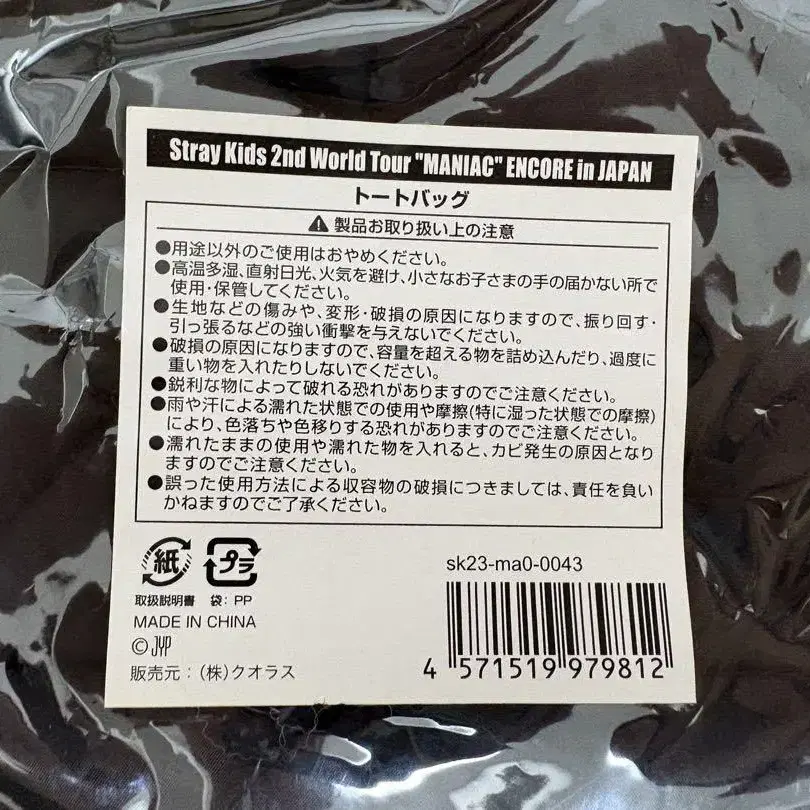 Stray Kids 2nd World Tour "MANIAC" ENCORE in JAPAN
トートバッグ
製品お取り扱い上の注意
●用途以外のご使用はおやめください。
●高温多湿、直射日光、火気を避け、小さなお子さまの手の届かない所で
使用・保管してください。
●生地などの傷みや、変形・破損の原因になりますので、振り回す・
引っ張るなどの強い衝撃を与えないでください。
●破損の原因になりますので、容量を超える物を詰め込んだり、過度に
重い物を入れたりしないでください。
●鋭利な物によって破れる恐れがありますのでご注意ください。
●雨や汗による濡れた状態での使用や摩擦(特に湿った状態での摩擦)
により、色落ちや色移りする恐れがありますのでご注意ください。
●濡れたままの使用や濡れた物を入れると、カビ発生の原因となり
ますのでご注意ください。
●誤った使用方法による収容物の破損につきましては、責任を負い
かねますのでご了承ください。
紙 プラ
取扱説明書 袋：PP
MADE IN CHINA
©JYP
販売元：(株)クオラス
sk23-ma0-0043
4 571519 979812